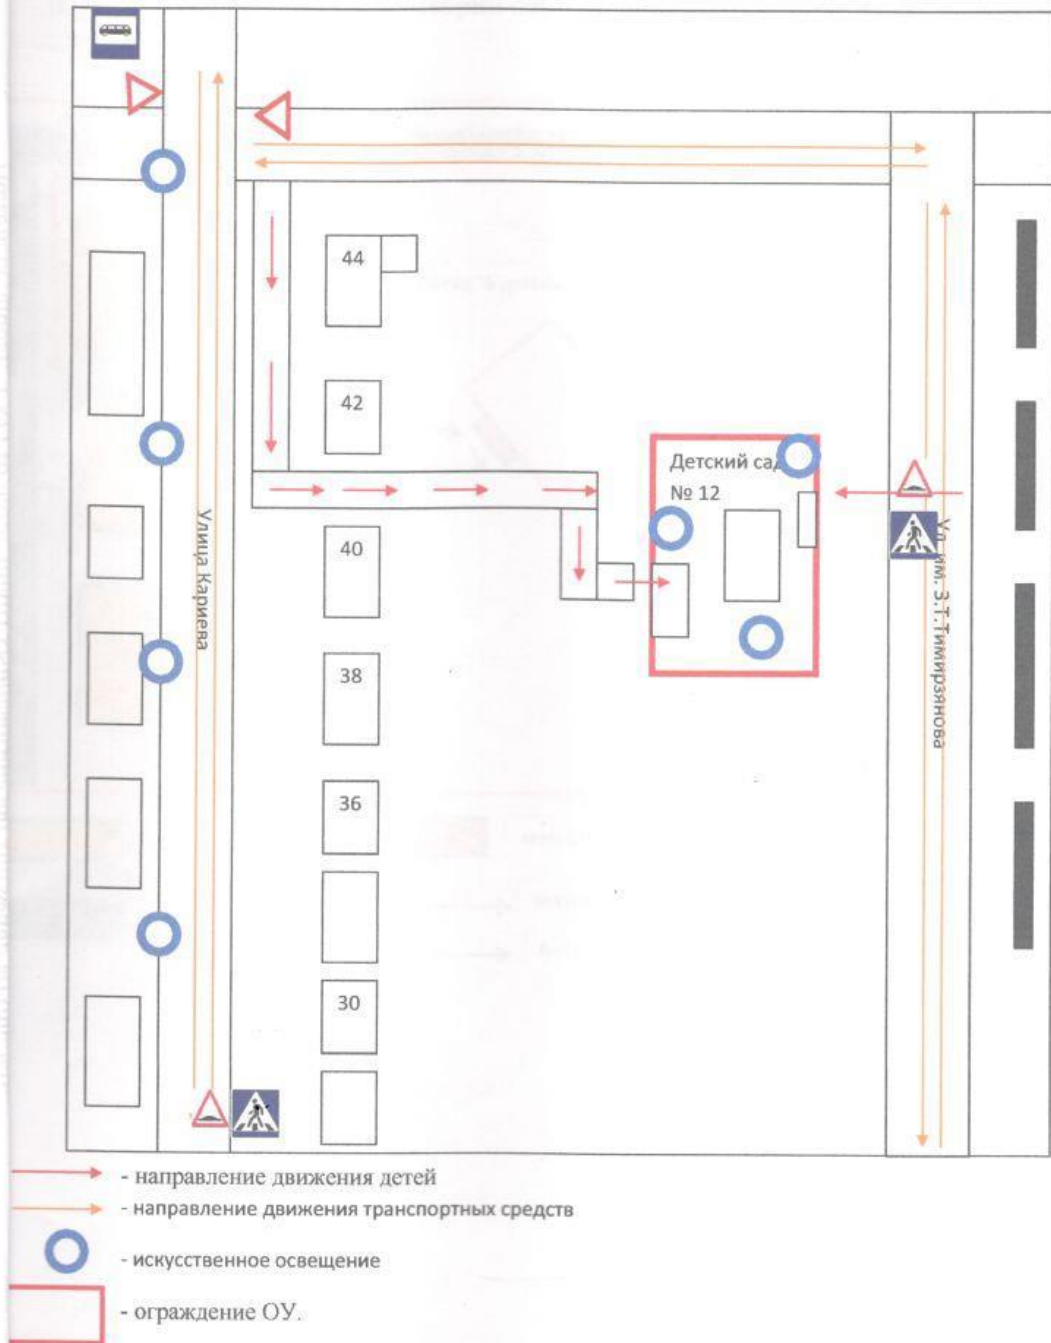 44
42
Детский сад
№ 12
Улица Кариева
40
Ул. им. З.Т.Тимирзянова
38
36
30
- направление движения детей
- направление движения транспортных средств
- искусственное освещение
- ограждение ОУ.